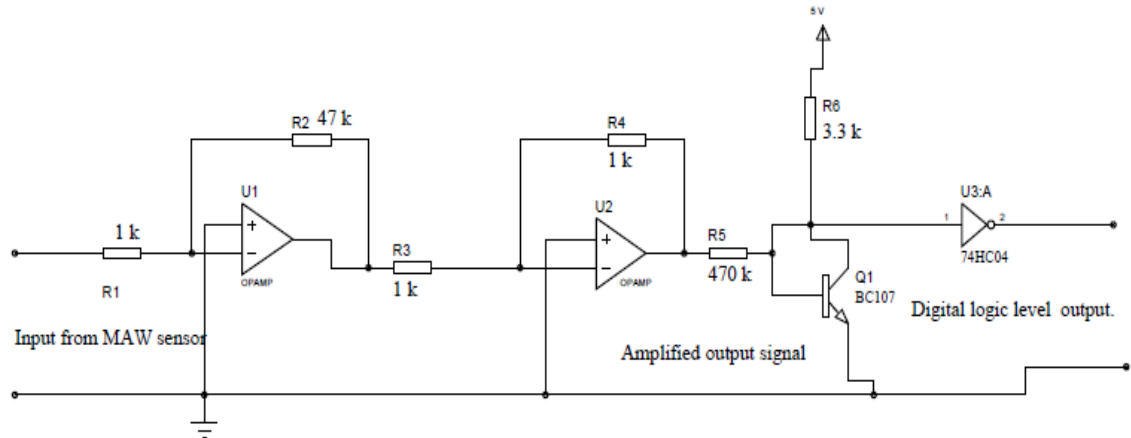 5 V
R6
3.3 k
R2 47 k
R4
1 k
U1
U2
U3:A
1 k
+
-
+
-
R3
R5
1
2
OPAMP
1 k
OPAMP
470 k
74HC04
R1
Q1
BC107
Digital logic level output.
Input from MAW sensor
Amplified output signal